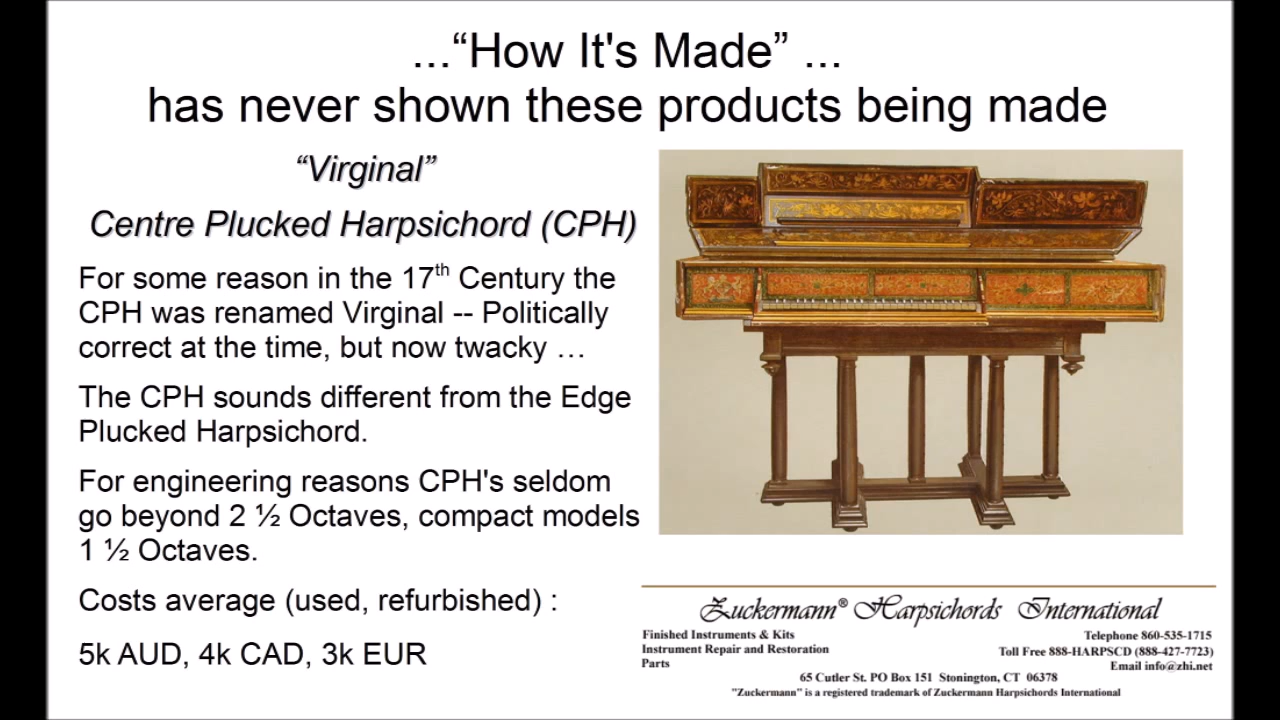 ...“How It's Made” ...
has never shown these products being made
“Virginal”
Centre Plucked Harpsichord (CPH)
For some reason in the 17th Century the
CPH was renamed Virginal -- Politically
correct at the time, but now twacky …
The CPH sounds different from the Edge
Plucked Harpsichord.
For engineering reasons CPH's seldom
go beyond 2 ½ Octaves, compact models
1 ½ Octaves.
Costs average (used, refurbished) :
5k AUD, 4k CAD, 3k EUR
Zuckermann® Harpsichords International
Finished Instruments & Kits
Instrument Repair and Restoration
Parts
Telephone 860-535-1715
Toll Free 888-HARPSCD (888-427-7723)
Email info@zhi.net
65 Cutler St. PO Box 151 Stonington, CT 06378
"Zuckermann" is a registered trademark of Zuckermann Harpsichords International